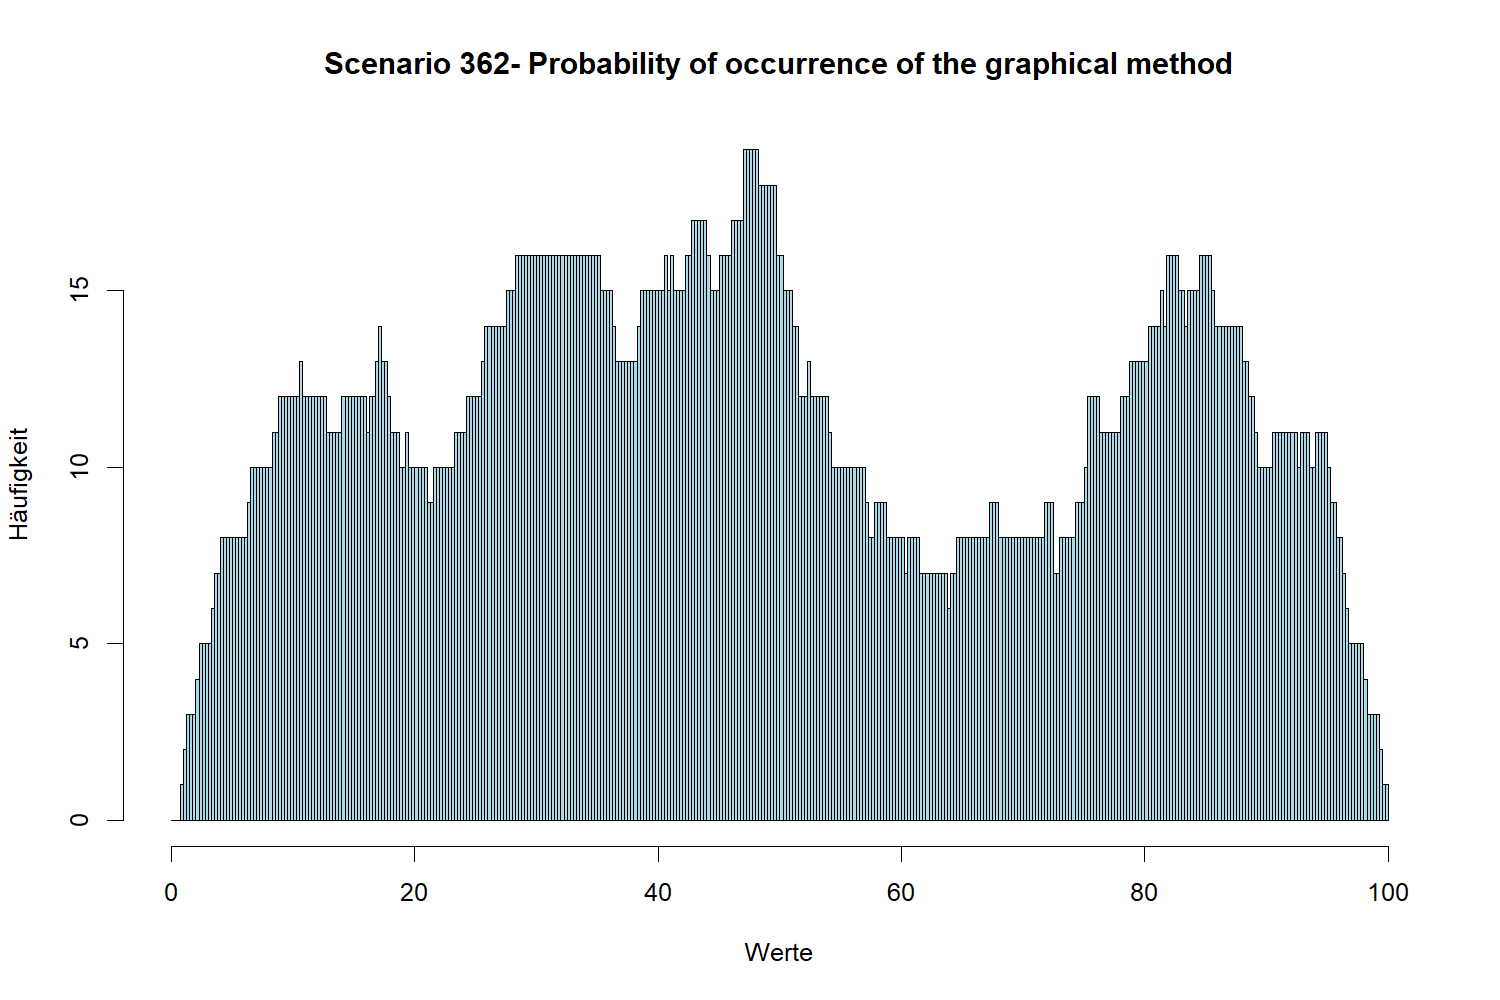 Scenario 362- Probability of occurrence of the graphical method
Häufigkeit
15
10
5
0
0 20 40 60 80 100
Werte